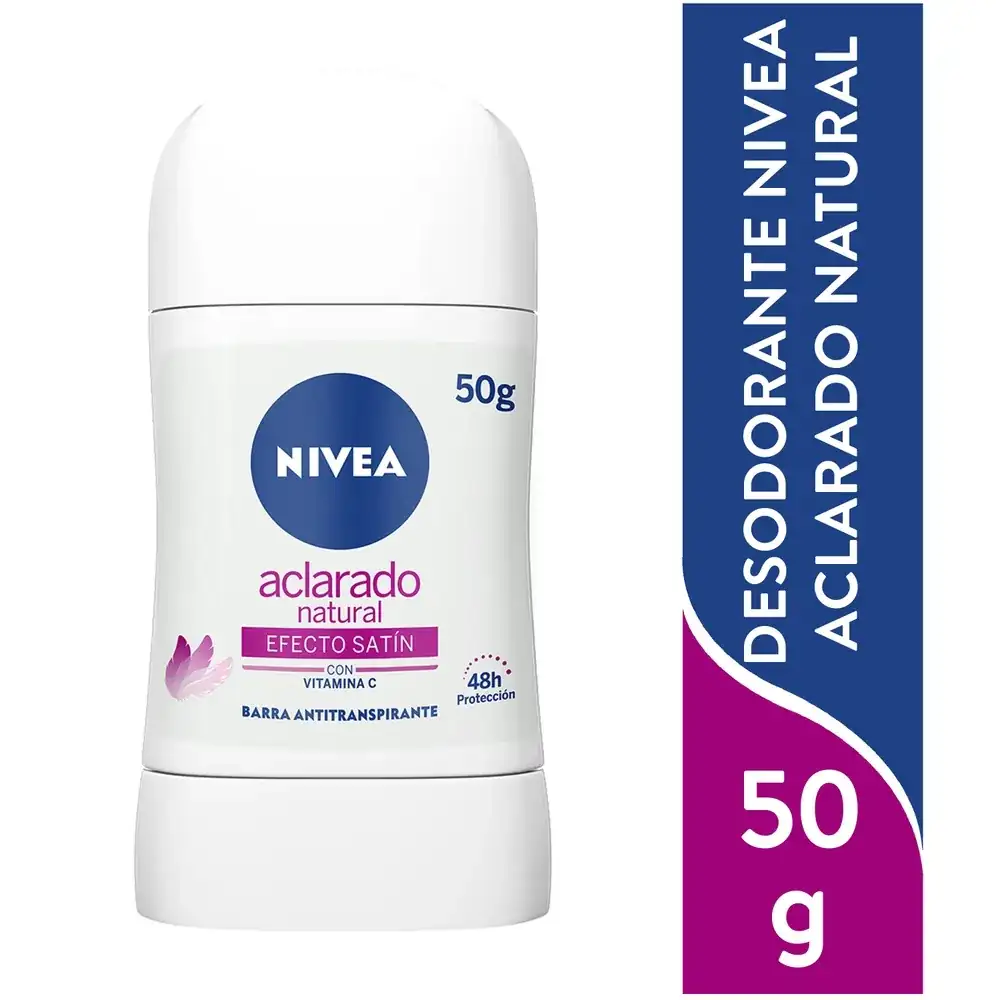 50g
NIVEA
aclarado
natural
EFECTO SATÍN
CON
VITAMINA C
48h
Protección
BARRA ANTITRANSPIRANTE
DESODORANTE NIVEA
ACLARADO NATURAL
50
g